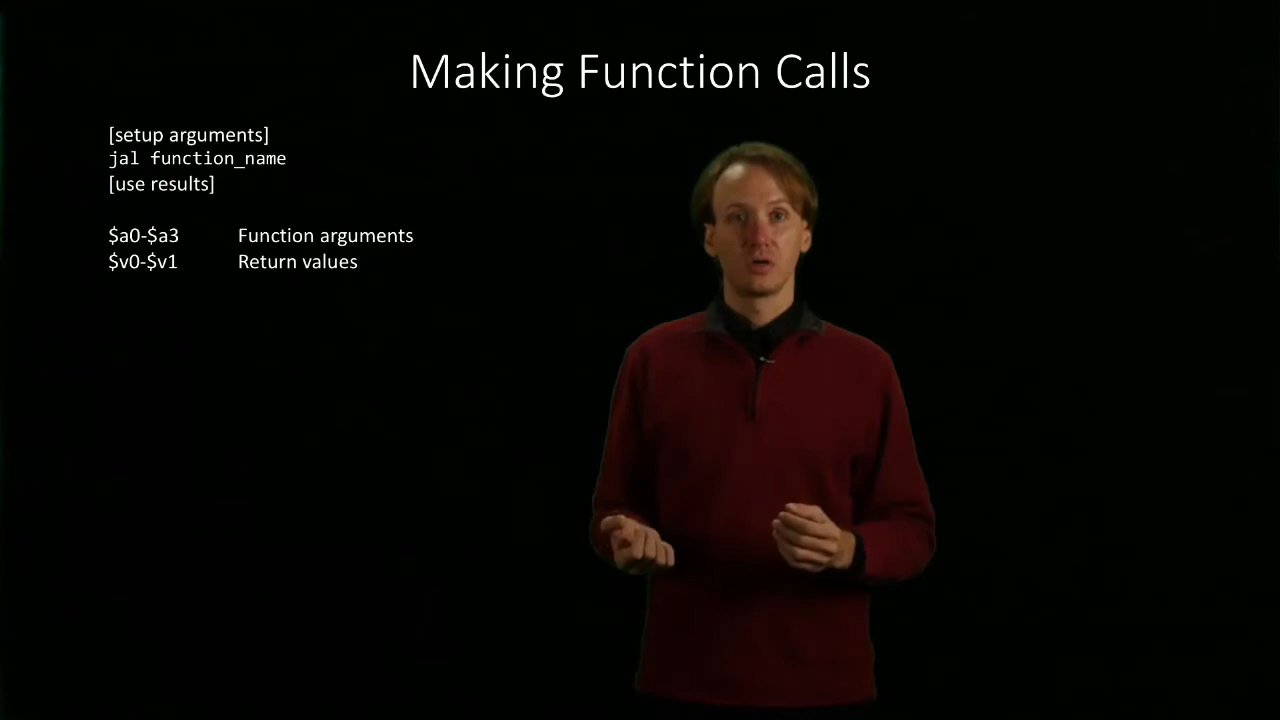 Making Function Calls
[setup arguments]
jal function_name
[use results]
$a0-$a3 Function arguments
$v0-$v1 Return values